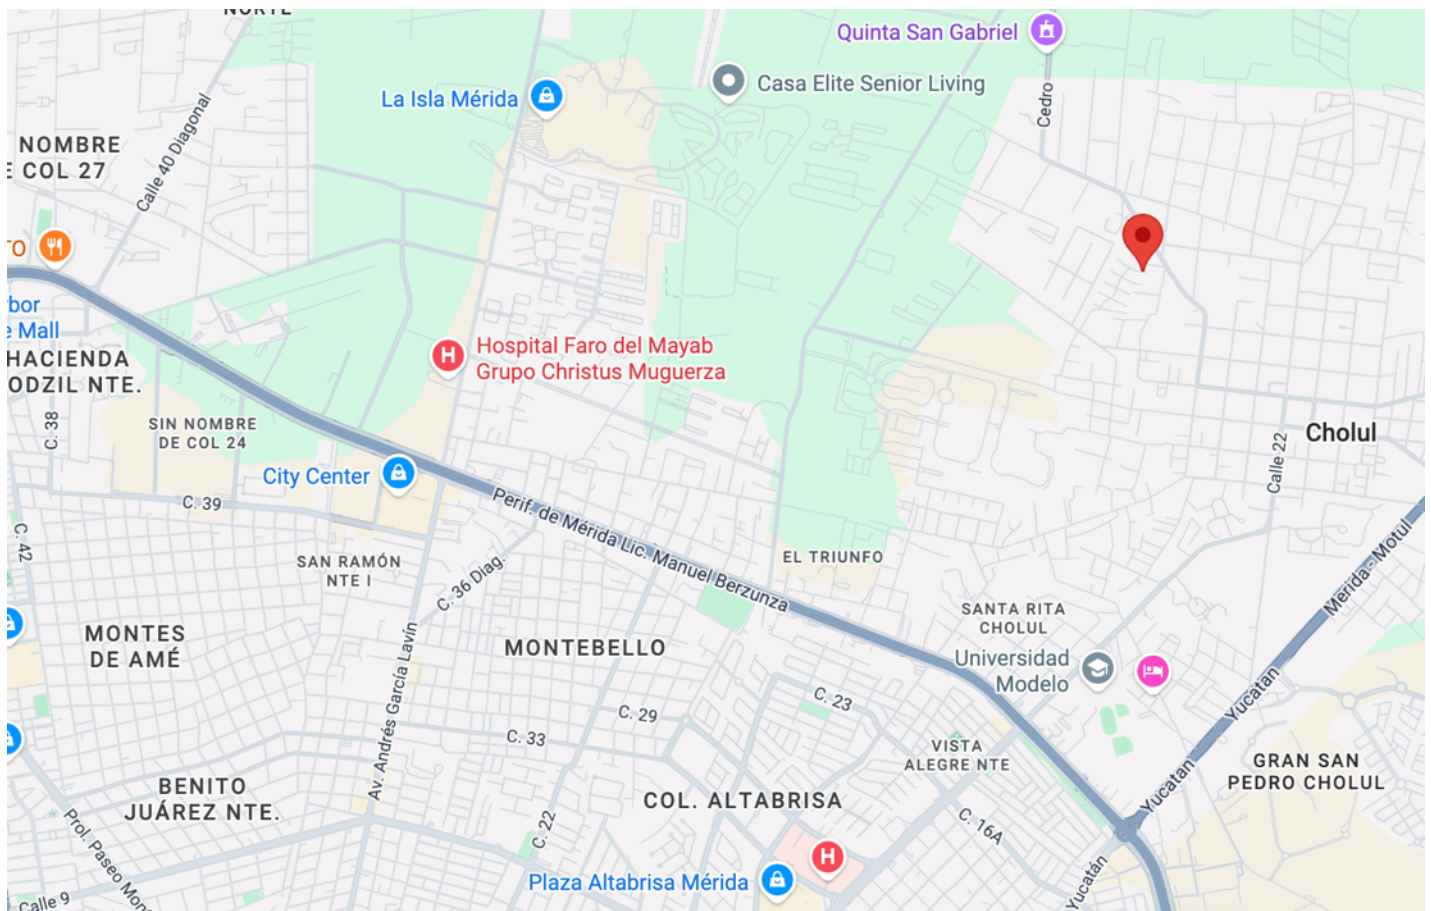 NORTE
Quinta San Gabriel
Casa Elite Senior Living
La Isla Mérida
Cedro
Calle 40 Diagonal
NOMBRE
COL 27
TO
Hospital Faro del Mayab
Grupo Christus Muguerza
Mall
HACIENDA
ODZIL NTE.
C. 38
SIN NOMBRE
DE COL 24
Cholul
Calle 22
City Center
C. 39
Perif. de Mérida Lic. Manuel Berzunza
C. 42
SAN RAMÓN
NTE I
C. 36 Diag.
EL TRIUNFO
Merida - Motul
SANTA RITA
CHOLUL
MONTES
DE AMÉ
MONTEBELLO
Universidad
Modelo
Av. Andrés García Lavín
C. 23
Yucatan
C. 29
C. 33
VISTA
ALEGRE NTE
GRAN SAN
PEDRO CHOLUL
Yucatan
BENITO
JUÁREZ NTE.
COL. ALTABRISA
C. 22
C. 16A
Prol. Paseo Mon
Plaza Altabrisa Mérida
Yucatán
Calle 9